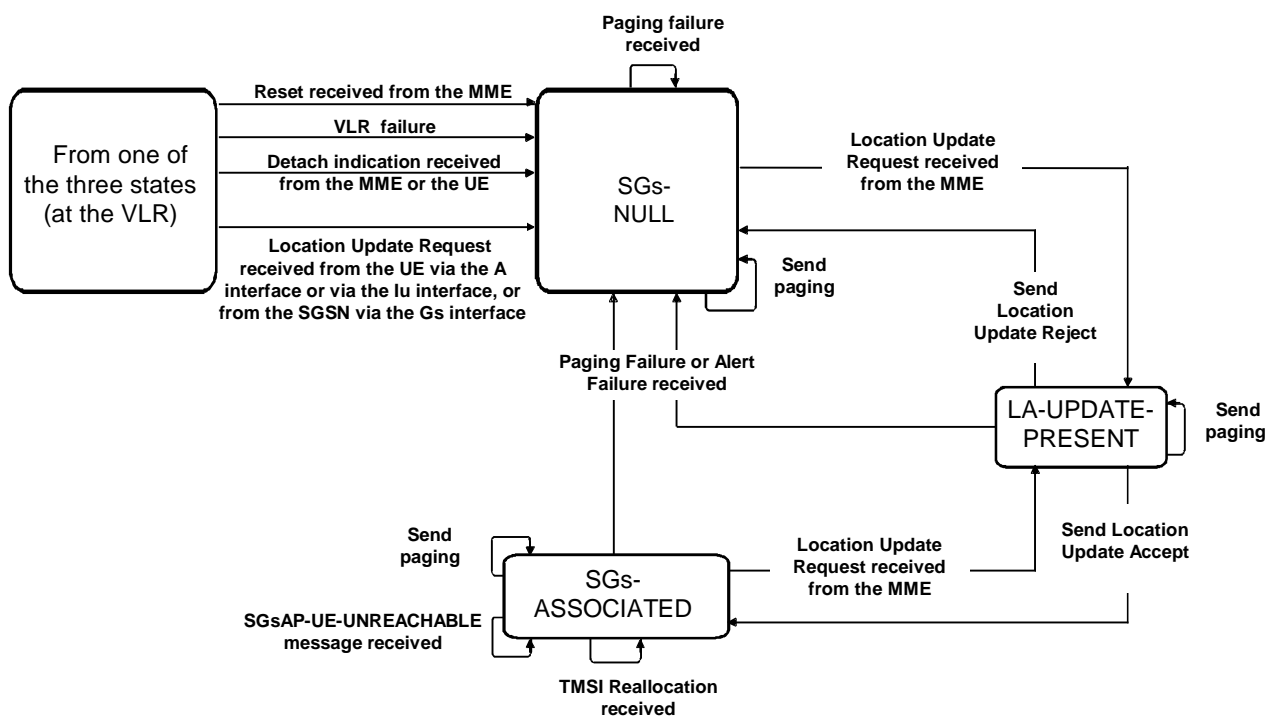 Paging failure
received
Reset received from the MME
VLR failure
Detach indication received
from the MME or the UE
From one of
the three states
(at the VLR)
Location Update Request
received from the UE via the A
interface or via the Iu interface, or
from the SGSN via the Gs interface
SGs-
NULL
Location Update
Request received
from the MME
Send
paging
Send
Location
Update Reject
Paging Failure or Alert
Failure received
LA-UPDATE-
PRESENT
Send
paging
Send
paging
SGs-
ASSOCIATED
Location Update
Request received
from the MME
Send Location
Update Accept
SGsAP-UE-UNREACHABLE
message received
TMSI Reallocation
received